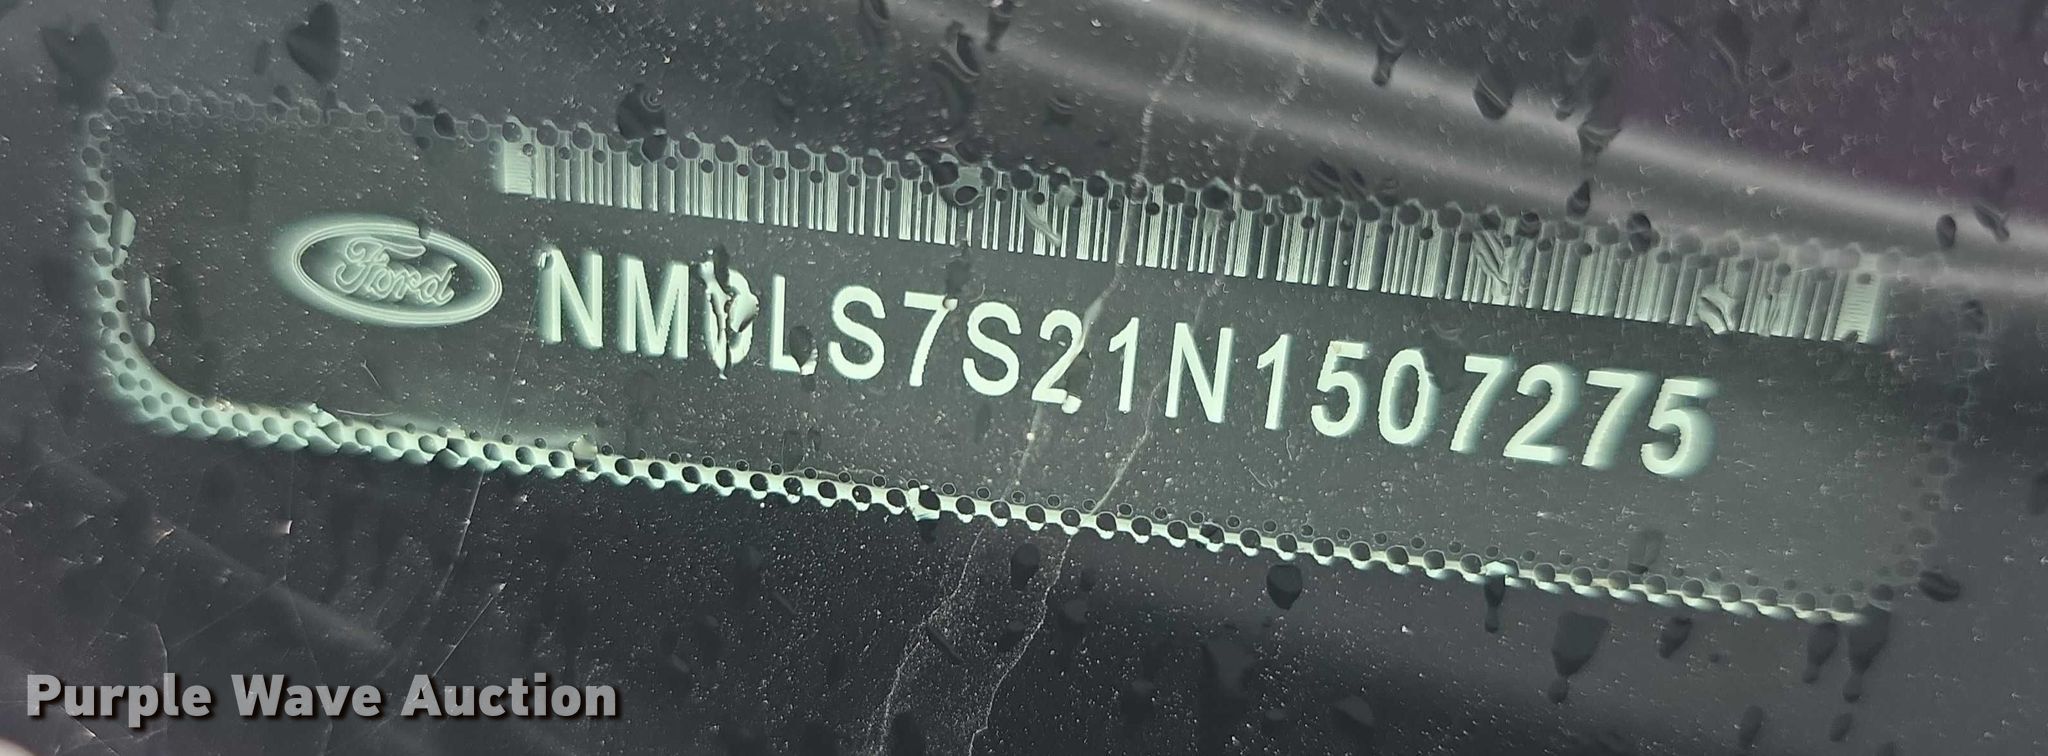 Ford
NM0LS7S21N1507275
Purple Wave Auction